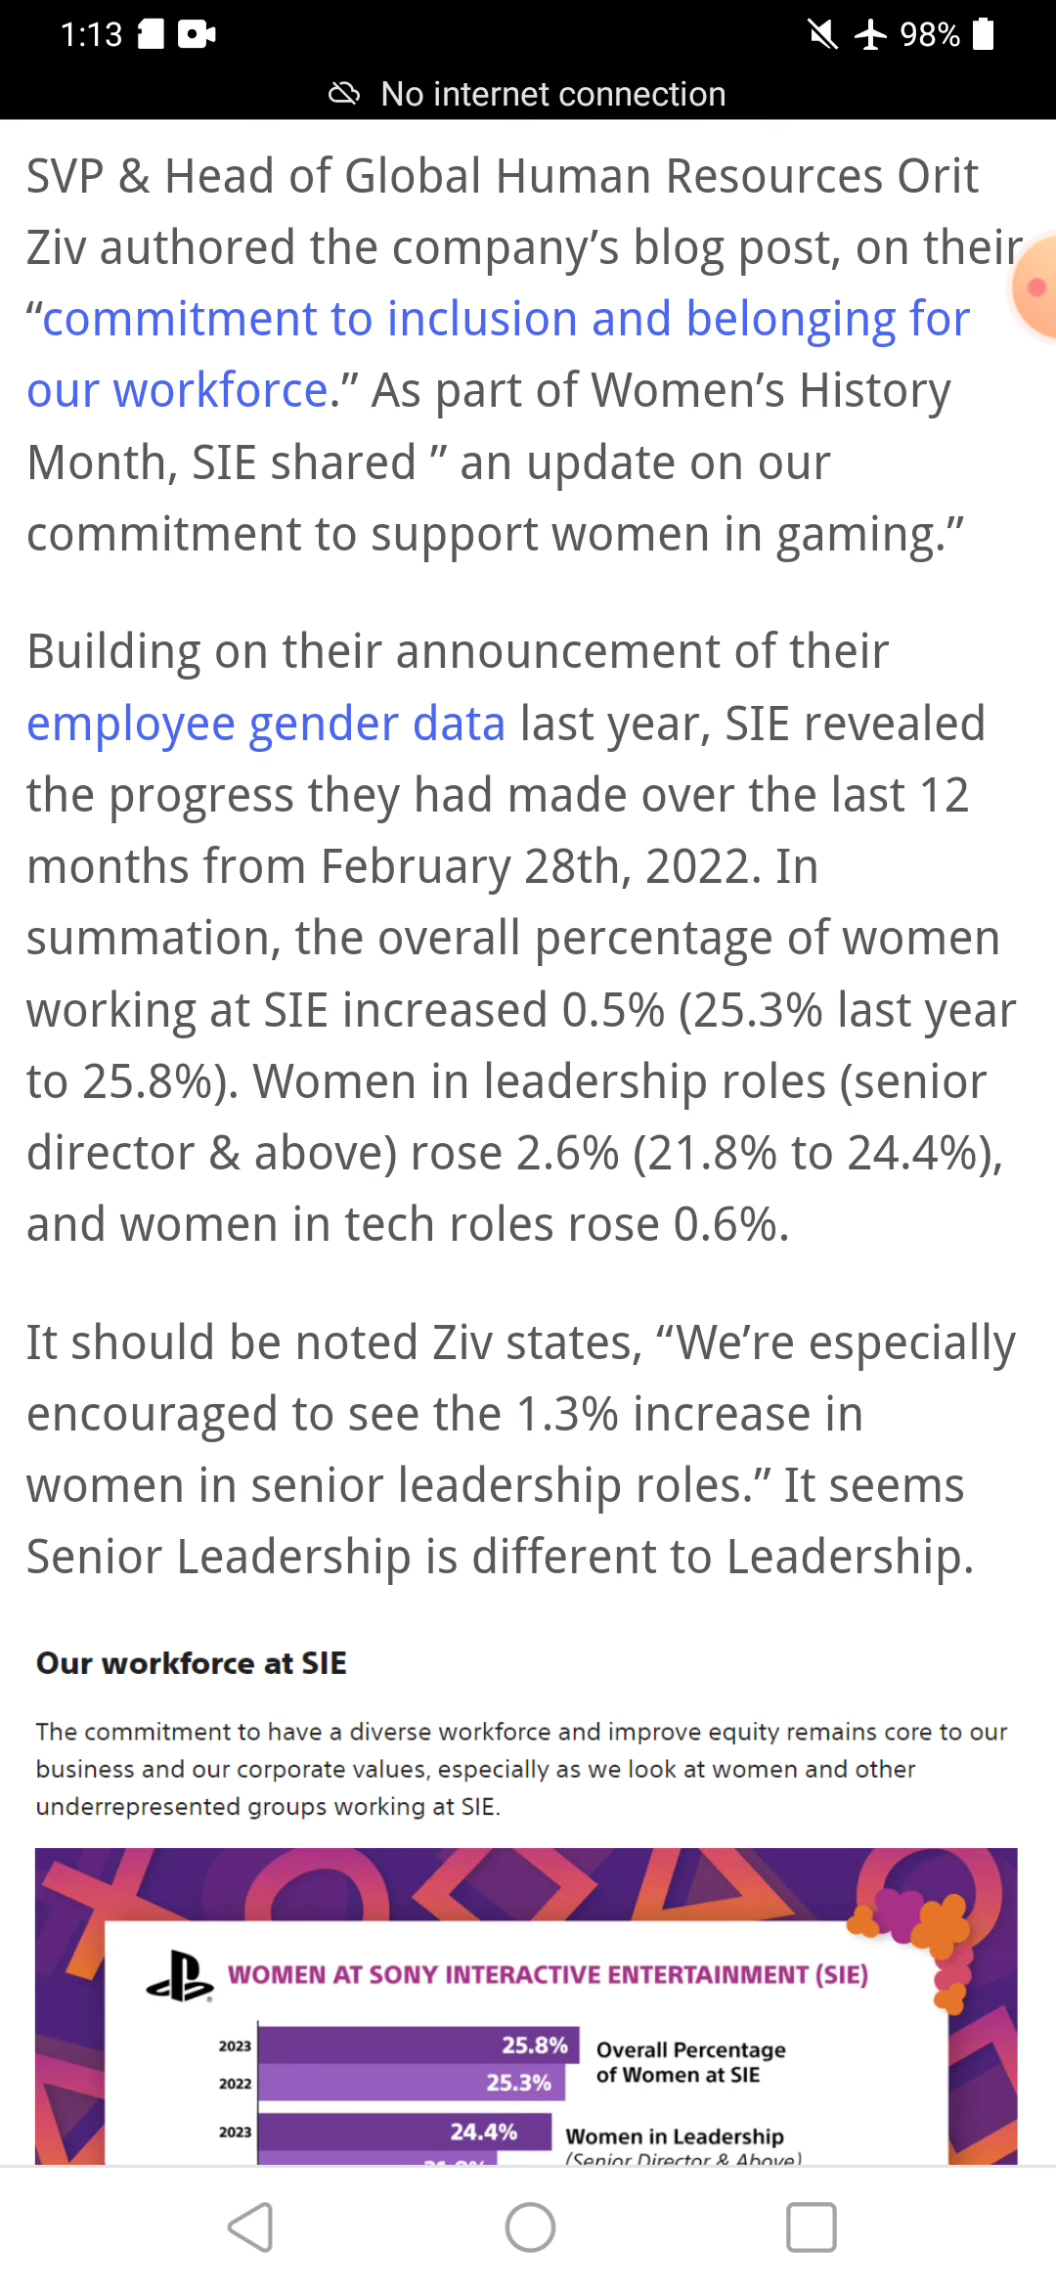 1:13
98%
No internet connection
SVP & Head of Global Human Resources Orit
Ziv authored the company’s blog post, on their
“commitment to inclusion and belonging for
our workforce.” As part of Women’s History
Month, SIE shared ” an update on our
commitment to support women in gaming.”
Building on their announcement of their
employee gender data last year, SIE revealed
the progress they had made over the last 12
months from February 28th, 2022. In
summation, the overall percentage of women
working at SIE increased 0.5% (25.3% last year
to 25.8%). Women in leadership roles (senior
director & above) rose 2.6% (21.8% to 24.4%),
and women in tech roles rose 0.6%.
It should be noted Ziv states, “We’re especially
encouraged to see the 1.3% increase in
women in senior leadership roles.” It seems
Senior Leadership is different to Leadership.
Our workforce at SIE
The commitment to have a diverse workforce and improve equity remains core to our
business and our corporate values, especially as we look at women and other
underrepresented groups working at SIE.
WOMEN AT SONY INTERACTIVE ENTERTAINMENT (SIE)
2023 25.8% Overall Percentage
2022 25.3% of Women at SIE
2023 24.4% Women in Leadership
(Senior Director & Above)